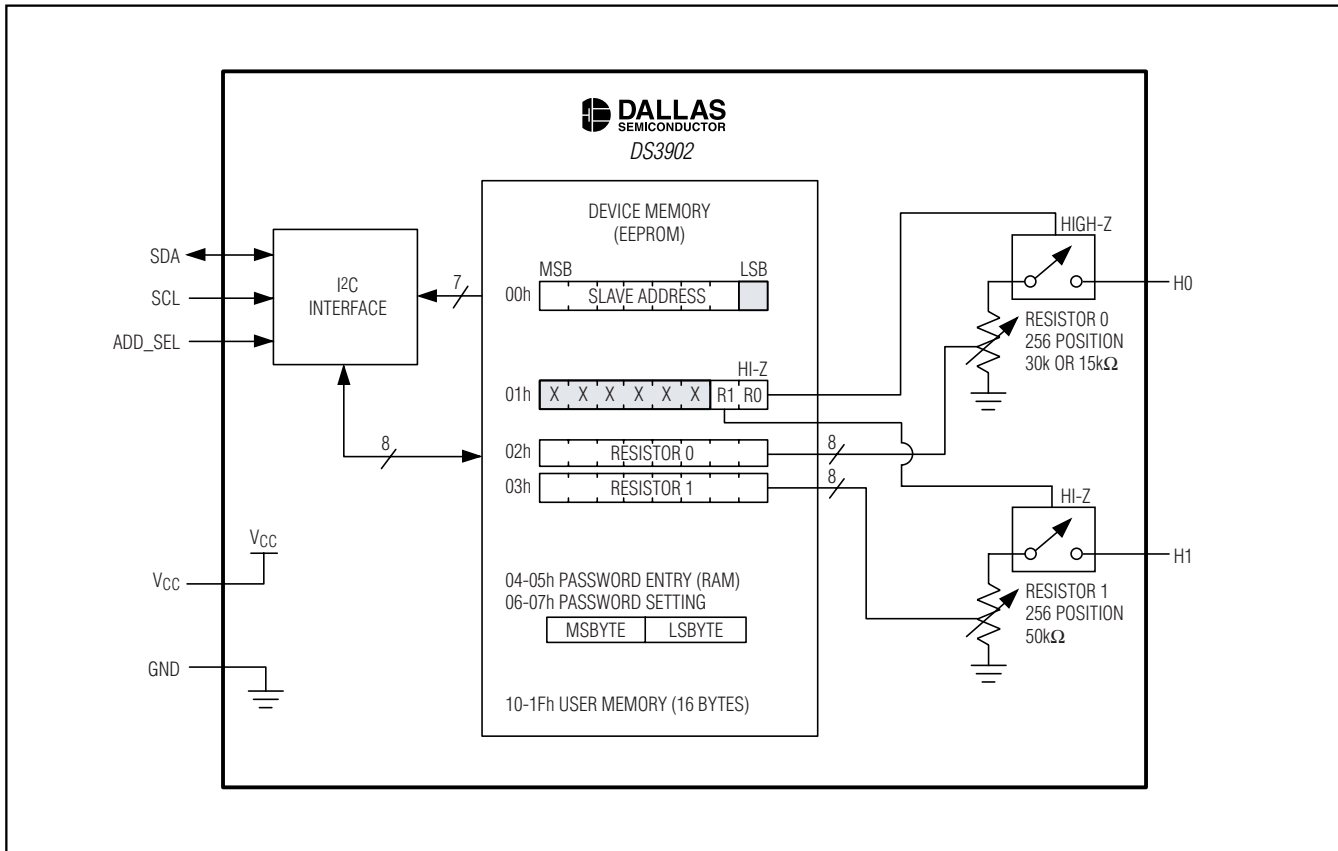 DALLAS
SEMICONDUCTOR
DS3902
SDA
SCL
ADD_SEL
I²C
INTERFACE
7
8
VCC
VCC
GND
DEVICE MEMORY
(EEPROM)
MSB LSB
00h SLAVE ADDRESS
HI-Z
01h X X X X X X R1 R0
02h RESISTOR 0
03h RESISTOR 1
8
8
04-05h PASSWORD ENTRY (RAM)
06-07h PASSWORD SETTING
MSBYTE LSBYTE
10-1Fh USER MEMORY (16 BYTES)
HIGH-Z
H0
RESISTOR 0
256 POSITION
30k OR 15kΩ
HI-Z
H1
RESISTOR 1
256 POSITION
50kΩ